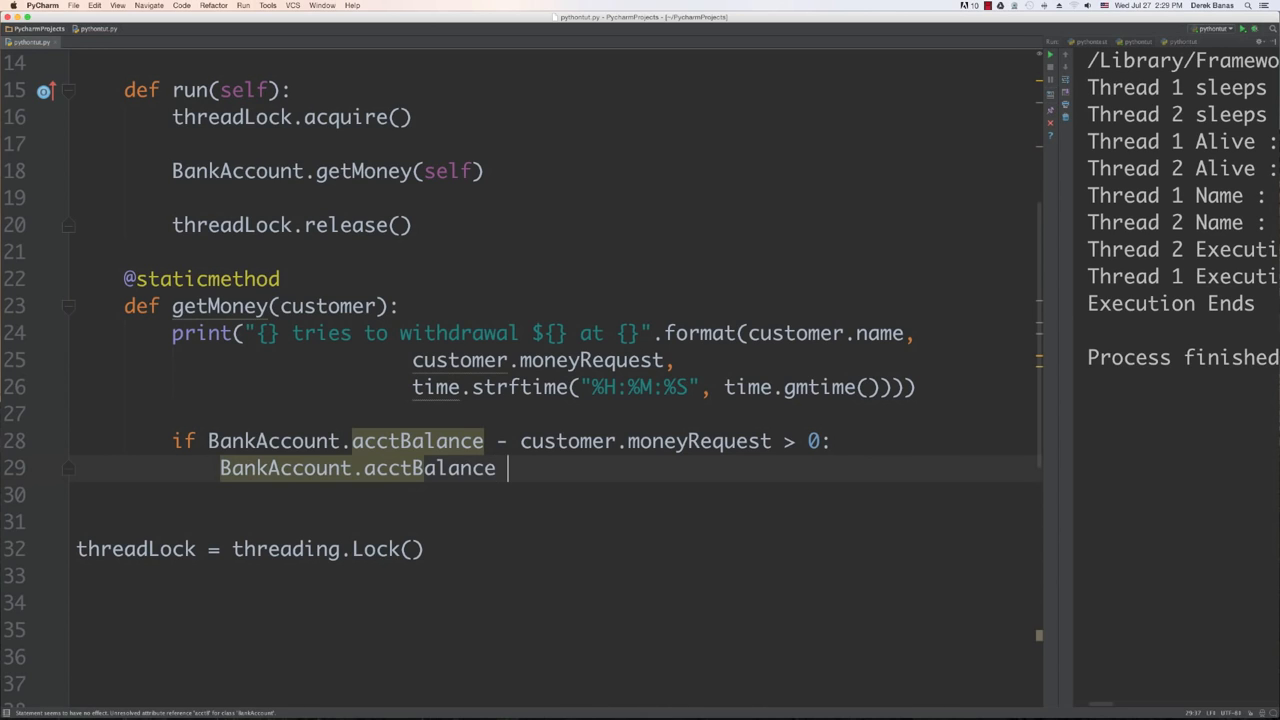 PyCharm File Edit View Navigate Code Refactor Run Tools VCS Window Help 10 Wed Jul 27 2:29 PM Derek Banas
pythontut.py - PycharmProjects - [~/PycharmProjects]
PycharmProjects pythontut.py pythontut
pythontut.py
Run: pythontut pythontut pythontut
14
15 def run(self):
16 threadLock.acquire()
17
18 BankAccount.getMoney(self)
19
20 threadLock.release()
21
22 @staticmethod
23 def getMoney(customer):
24 print("{} tries to withdrawal ${} at {}".format(customer.name,
25 customer.moneyRequest,
26 time.strftime("%H:%M:%S", time.gmtime())))
27
28 if BankAccount.acctBalance - customer.moneyRequest > 0:
29 BankAccount.acctBalance
30
31
32 threadLock = threading.Lock()
33
34
35
36
37
/Library/Framewo
Thread 1 sleeps
Thread 2 sleeps
Thread 1 Alive :
Thread 2 Alive :
Thread 1 Name :
Thread 2 Name :
Thread 2 Executi
Thread 1 Executi
Execution Ends
Process finished
Statement seems to have no effect. Unresolved attribute reference 'acctB' for class 'BankAccount'. 29:37 LF‡ UTF-8‡